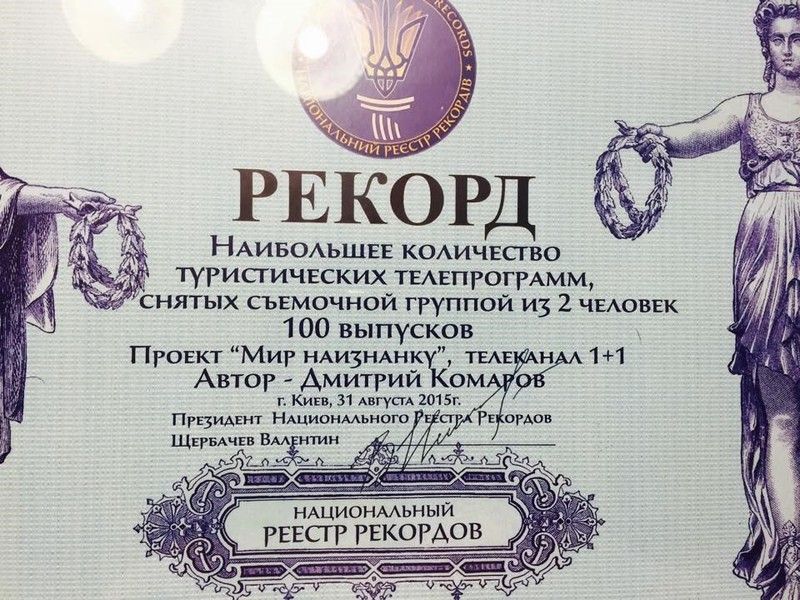 RECORDS
НАЦІОНАЛЬНИЙ РЕЄСТР РЕКОРДІВ
РЕКОРД
Наибольшее количество
туристических телепрограмм,
снятых съемочной группой из 2 человек
100 выпусков
Проект “Мир наизнанку”, телеканал 1+1
Автор - Дмитрий Комаров
г. Киев, 31 августа 2015г.
Президент Национального Реестра Рекордов
Щербачев Валентин
НАЦИОНАЛЬНЫЙ
РЕЕСТР РЕКОРДОВ